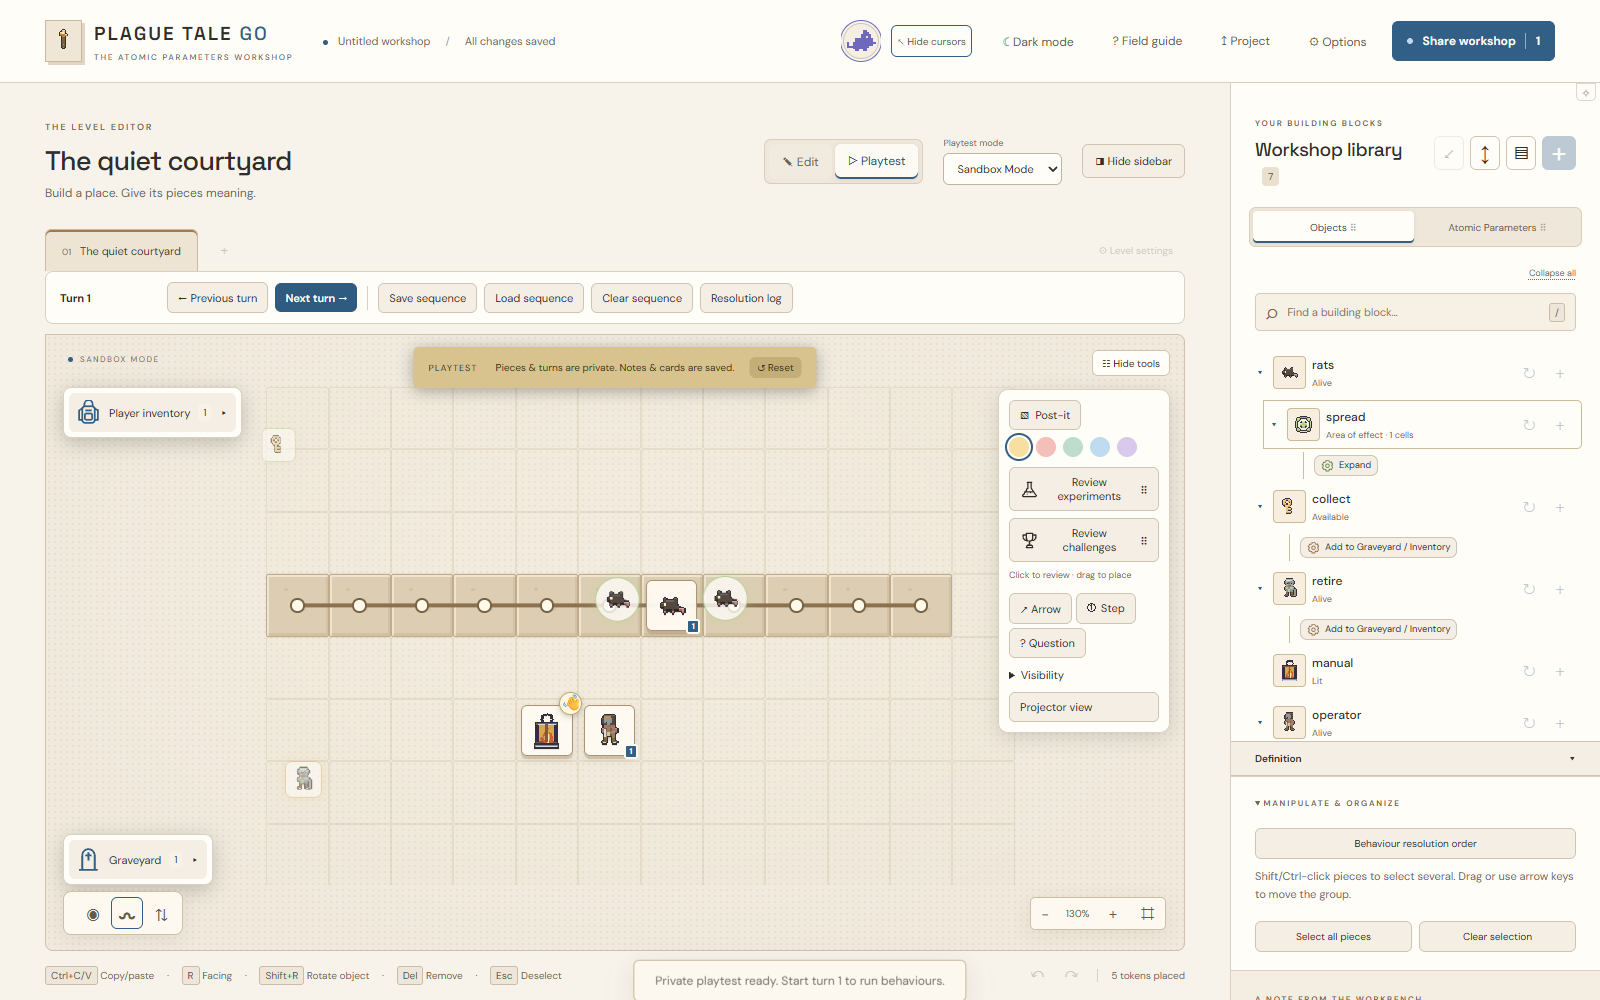 PLAGUE TALE GO
THE ATOMIC PARAMETERS WORKSHOP
Untitled workshop / All changes saved
Hide cursors
Dark mode
? Field guide
Project
Options
Share workshop 1
THE LEVEL EDITOR
The quiet courtyard
Build a place. Give its pieces meaning.
Edit
Playtest
Playtest mode
Sandbox Mode
Hide sidebar
01 The quiet courtyard
+
Level settings
Turn 1
← Previous turn
Next turn →
Save sequence
Load sequence
Clear sequence
Resolution log
SANDBOX MODE
PLAYTEST Pieces & turns are private. Notes & cards are saved. ↺ Reset
Hide tools
Player inventory 1
Post-it
Review experiments
Review challenges
Click to review · drag to place
↗ Arrow
Step
? Question
Visibility
Projector view
1
1
Graveyard 1
− 130% +
Ctrl+C/V Copy/paste · R Facing · Shift+R Rotate object · Del Remove · Esc Deselect
Private playtest ready. Start turn 1 to run behaviours.
5 tokens placed
YOUR BUILDING BLOCKS
Workshop library
7
Objects
Atomic Parameters
Collapse all
Find a building block... /
rats
Alive
spread
Area of effect · 1 cells
Expand
collect
Available
Add to Graveyard / Inventory
retire
Alive
Add to Graveyard / Inventory
manual
Lit
operator
Alive
Definition
MANIPULATE & ORGANIZE
Behaviour resolution order
Shift/Ctrl-click pieces to select several. Drag or use arrow keys
to move the group.
Select all pieces
Clear selection
A NOTE FROM THE WORKBENCH